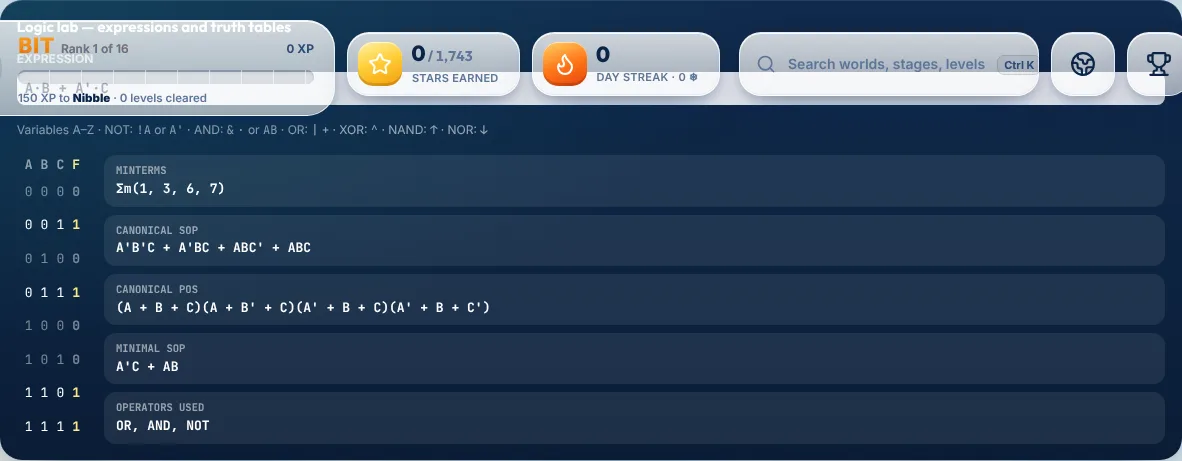 Logic lab — expressions and truth tables
BIT Rank 1 of 16 0 XP
EXPRESSION
A·B + A'·C
150 XP to Nibble · 0 levels cleared
0 / 1,743
STARS EARNED
0
DAY STREAK · 0 ❄
Search worlds, stages, levels Ctrl K
Variables A–Z · NOT: !A or A' · AND: & · or AB · OR: | + · XOR: ^ · NAND: ↑ · NOR: ↓
A B C F
0 0 0 0
0 0 1 1
0 1 0 0
0 1 1 1
1 0 0 0
1 0 1 0
1 1 0 1
1 1 1 1
MINTERMS
Σm(1, 3, 6, 7)
CANONICAL SOP
A'B'C + A'BC + ABC' + ABC
CANONICAL POS
(A + B + C)(A + B' + C)(A' + B + C)(A' + B + C')
MINIMAL SOP
A'C + AB
OPERATORS USED
OR, AND, NOT